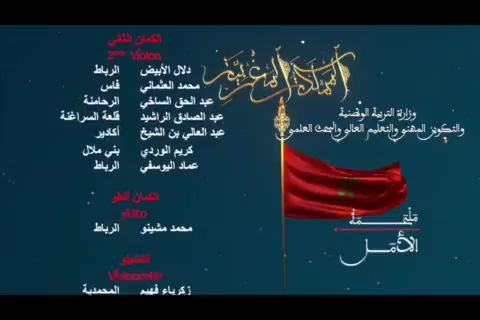 الكمان الثاني
2ème Violon
دلال الأبيض الرباط
محمد العثماني فاس
عبد الحق الساخي الرحامنة
عبد الصادق الراشيد قلعة السراغنة
عبد العالي بن الشيخ أكادير
كريم الوردي بني ملال
عماد اليوسفي الرباط
الكمان ألطو
Alto
محمد مشينو الرباط
التشيلو
Violoncelle
زكرياء فهيم المحمدية
المملكة المغربية
وزارة التربية الوطنية
والتكوين المهني والتعليم العالي والبحث العلمي
ملحمة
الأمل